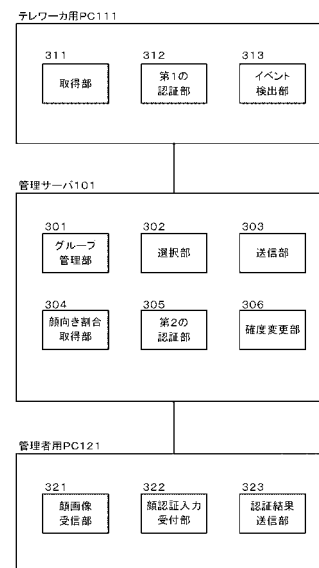 テレワーカ用PC111
311
取得部
312
第1の
認証部
313
イベント
検出部
管理サーバ101
301
グループ
管理部
302
選択部
303
送信部
304
顔向き割合
取得部
305
第2の
認証部
306
確度変更部
管理者用PC121
321
顔画像
受信部
322
顔認証入力
受付部
323
認証結果
送信部